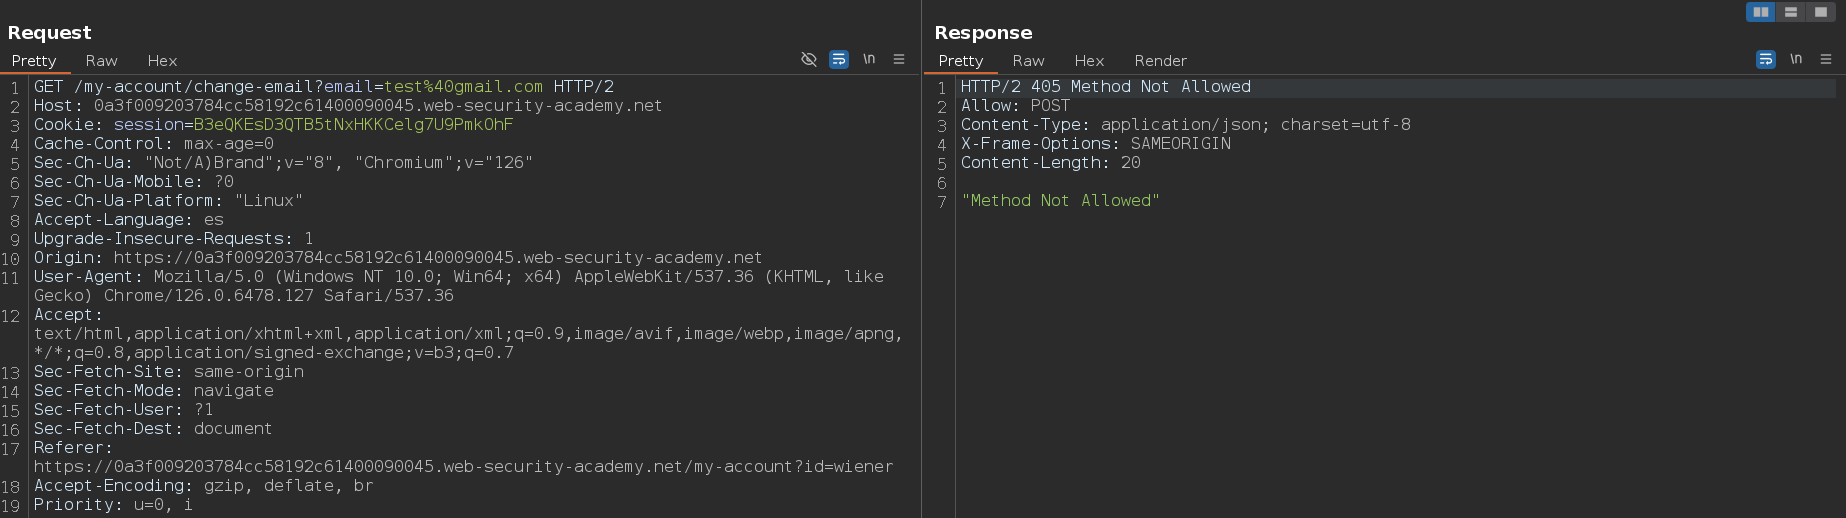 Request
Pretty Raw Hex \n
1 GET /my-account/change-email?email=test%40gmail.com HTTP/2
2 Host: 0a3f009203784cc58192c61400090045.web-security-academy.net
3 Cookie: session=B3eQKEsD3QTB5tNxHKKCelg7U9PmkOhF
4 Cache-Control: max-age=0
5 Sec-Ch-Ua: "Not/A)Brand";v="8", "Chromium";v="126"
6 Sec-Ch-Ua-Mobile: ?0
7 Sec-Ch-Ua-Platform: "Linux"
8 Accept-Language: es
9 Upgrade-Insecure-Requests: 1
10 Origin: https://0a3f009203784cc58192c61400090045.web-security-academy.net
11 User-Agent: Mozilla/5.0 (Windows NT 10.0; Win64; x64) AppleWebKit/537.36 (KHTML, like
Gecko) Chrome/126.0.6478.127 Safari/537.36
12 Accept:
text/html,application/xhtml+xml,application/xml;q=0.9,image/avif,image/webp,image/apng,
*/*;q=0.8,application/signed-exchange;v=b3;q=0.7
13 Sec-Fetch-Site: same-origin
14 Sec-Fetch-Mode: navigate
15 Sec-Fetch-User: ?1
16 Sec-Fetch-Dest: document
17 Referer:
https://0a3f009203784cc58192c61400090045.web-security-academy.net/my-account?id=wiener
18 Accept-Encoding: gzip, deflate, br
19 Priority: u=0, i
Response
Pretty Raw Hex Render \n
1 HTTP/2 405 Method Not Allowed
2 Allow: POST
3 Content-Type: application/json; charset=utf-8
4 X-Frame-Options: SAMEORIGIN
5 Content-Length: 20
6
7 "Method Not Allowed"